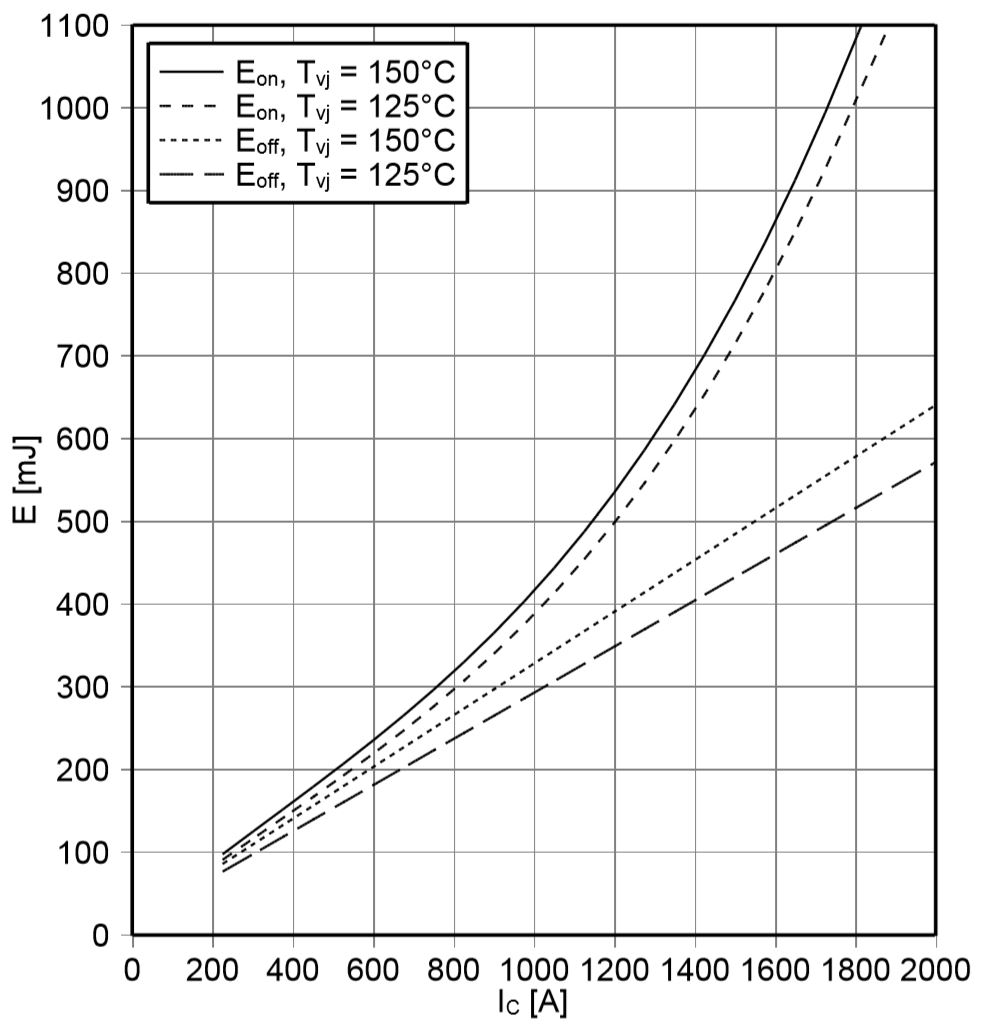 1100
1000
900
800
700
600
500
400
300
200
100
0
E [mJ]
Eon, Tvj = 150°C
Eon, Tvj = 125°C
Eoff, Tvj = 150°C
Eoff, Tvj = 125°C
0 200 400 600 800 1000 1200 1400 1600 1800 2000
IC [A]